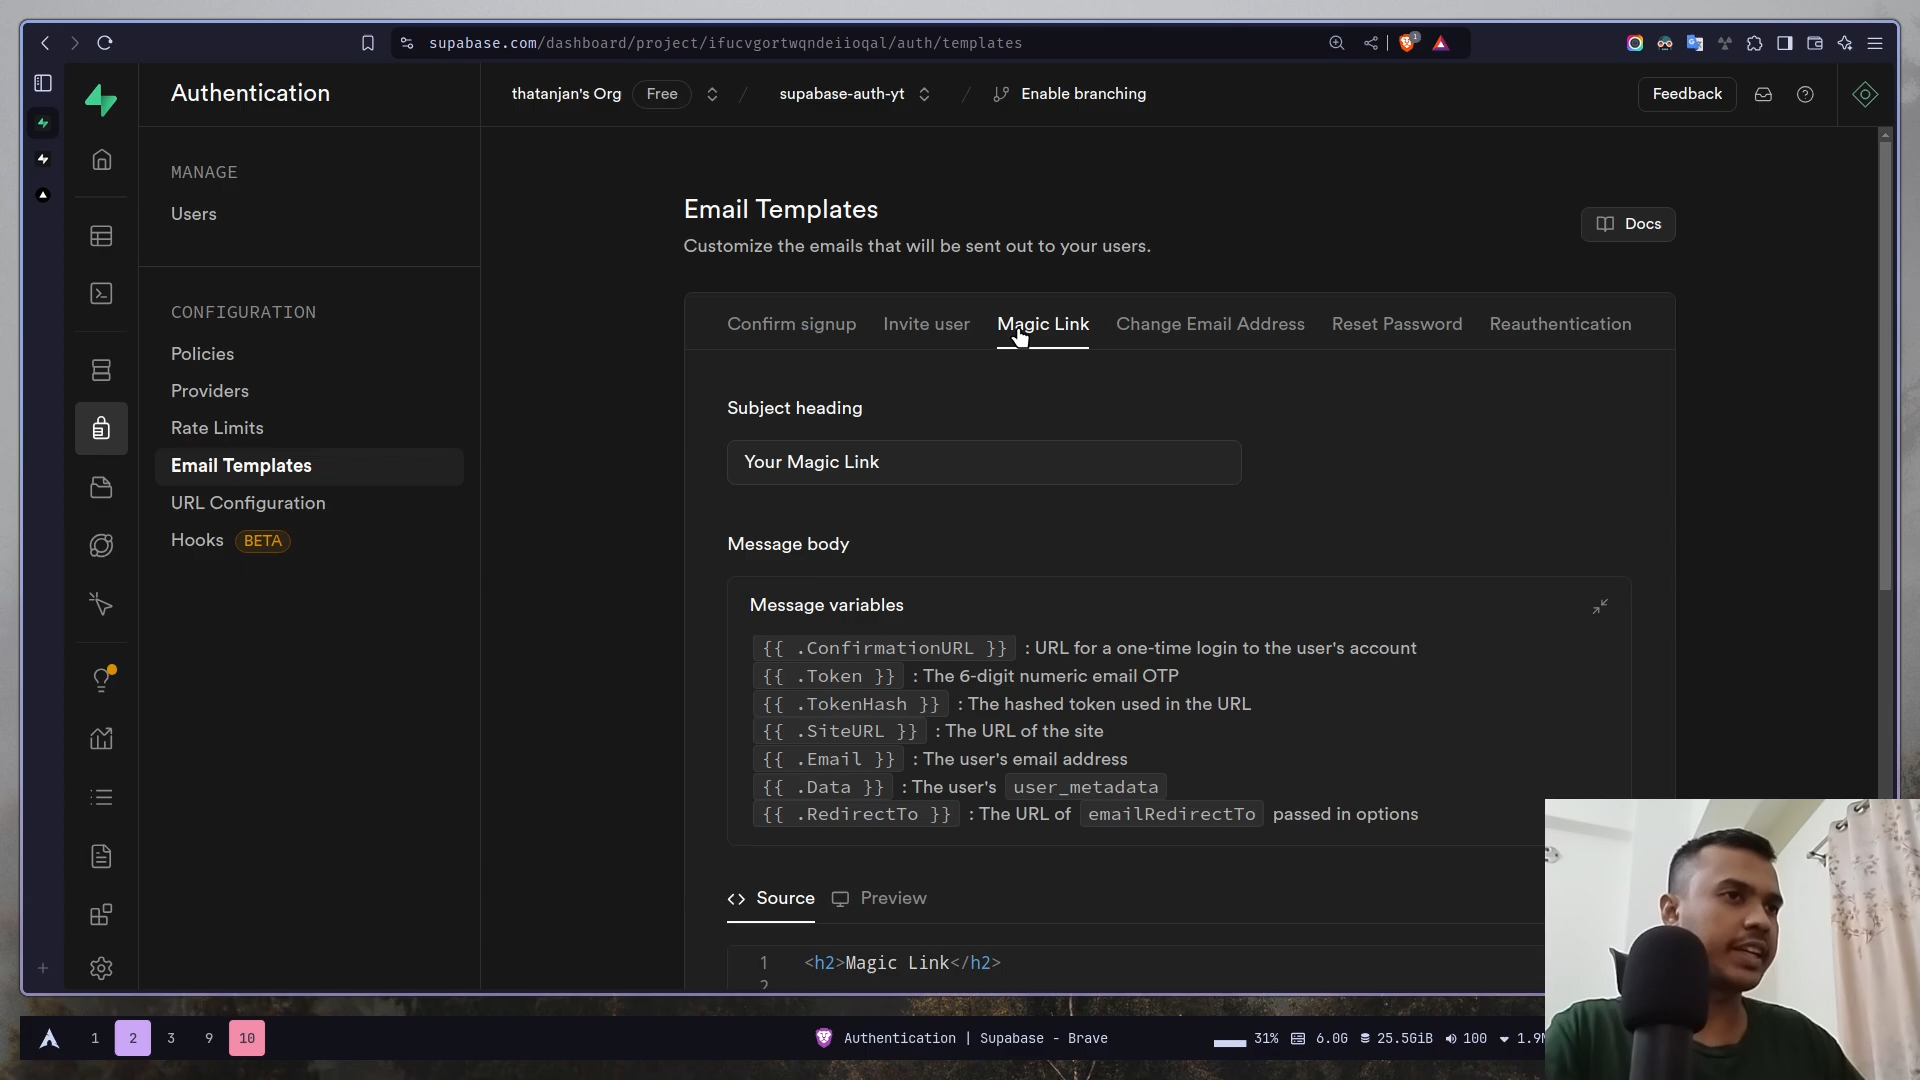 supabase.com/dashboard/project/ifucvgortwqndeiioqal/auth/templates
1
Authentication
thatanjan's Org Free / supabase-auth-yt / Enable branching
Feedback
MANAGE
Users
CONFIGURATION
Policies
Providers
Rate Limits
Email Templates
URL Configuration
Hooks BETA
Email Templates
Customize the emails that will be sent out to your users.
Docs
Confirm signup Invite user Magic Link Change Email Address Reset Password Reauthentication
Subject heading
Your Magic Link
Message body
Message variables
{{ .ConfirmationURL }} : URL for a one-time login to the user's account
{{ .Token }} : The 6-digit numeric email OTP
{{ .TokenHash }} : The hashed token used in the URL
{{ .SiteURL }} : The URL of the site
{{ .Email }} : The user's email address
{{ .Data }} : The user's user_metadata
{{ .RedirectTo }} : The URL of emailRedirectTo passed in options
<> Source Preview
1 <h2>Magic Link</h2>
2
1 2 3 9 10
Authentication | Supabase - Brave
31% 6.0G 25.5GiB 100 1.9